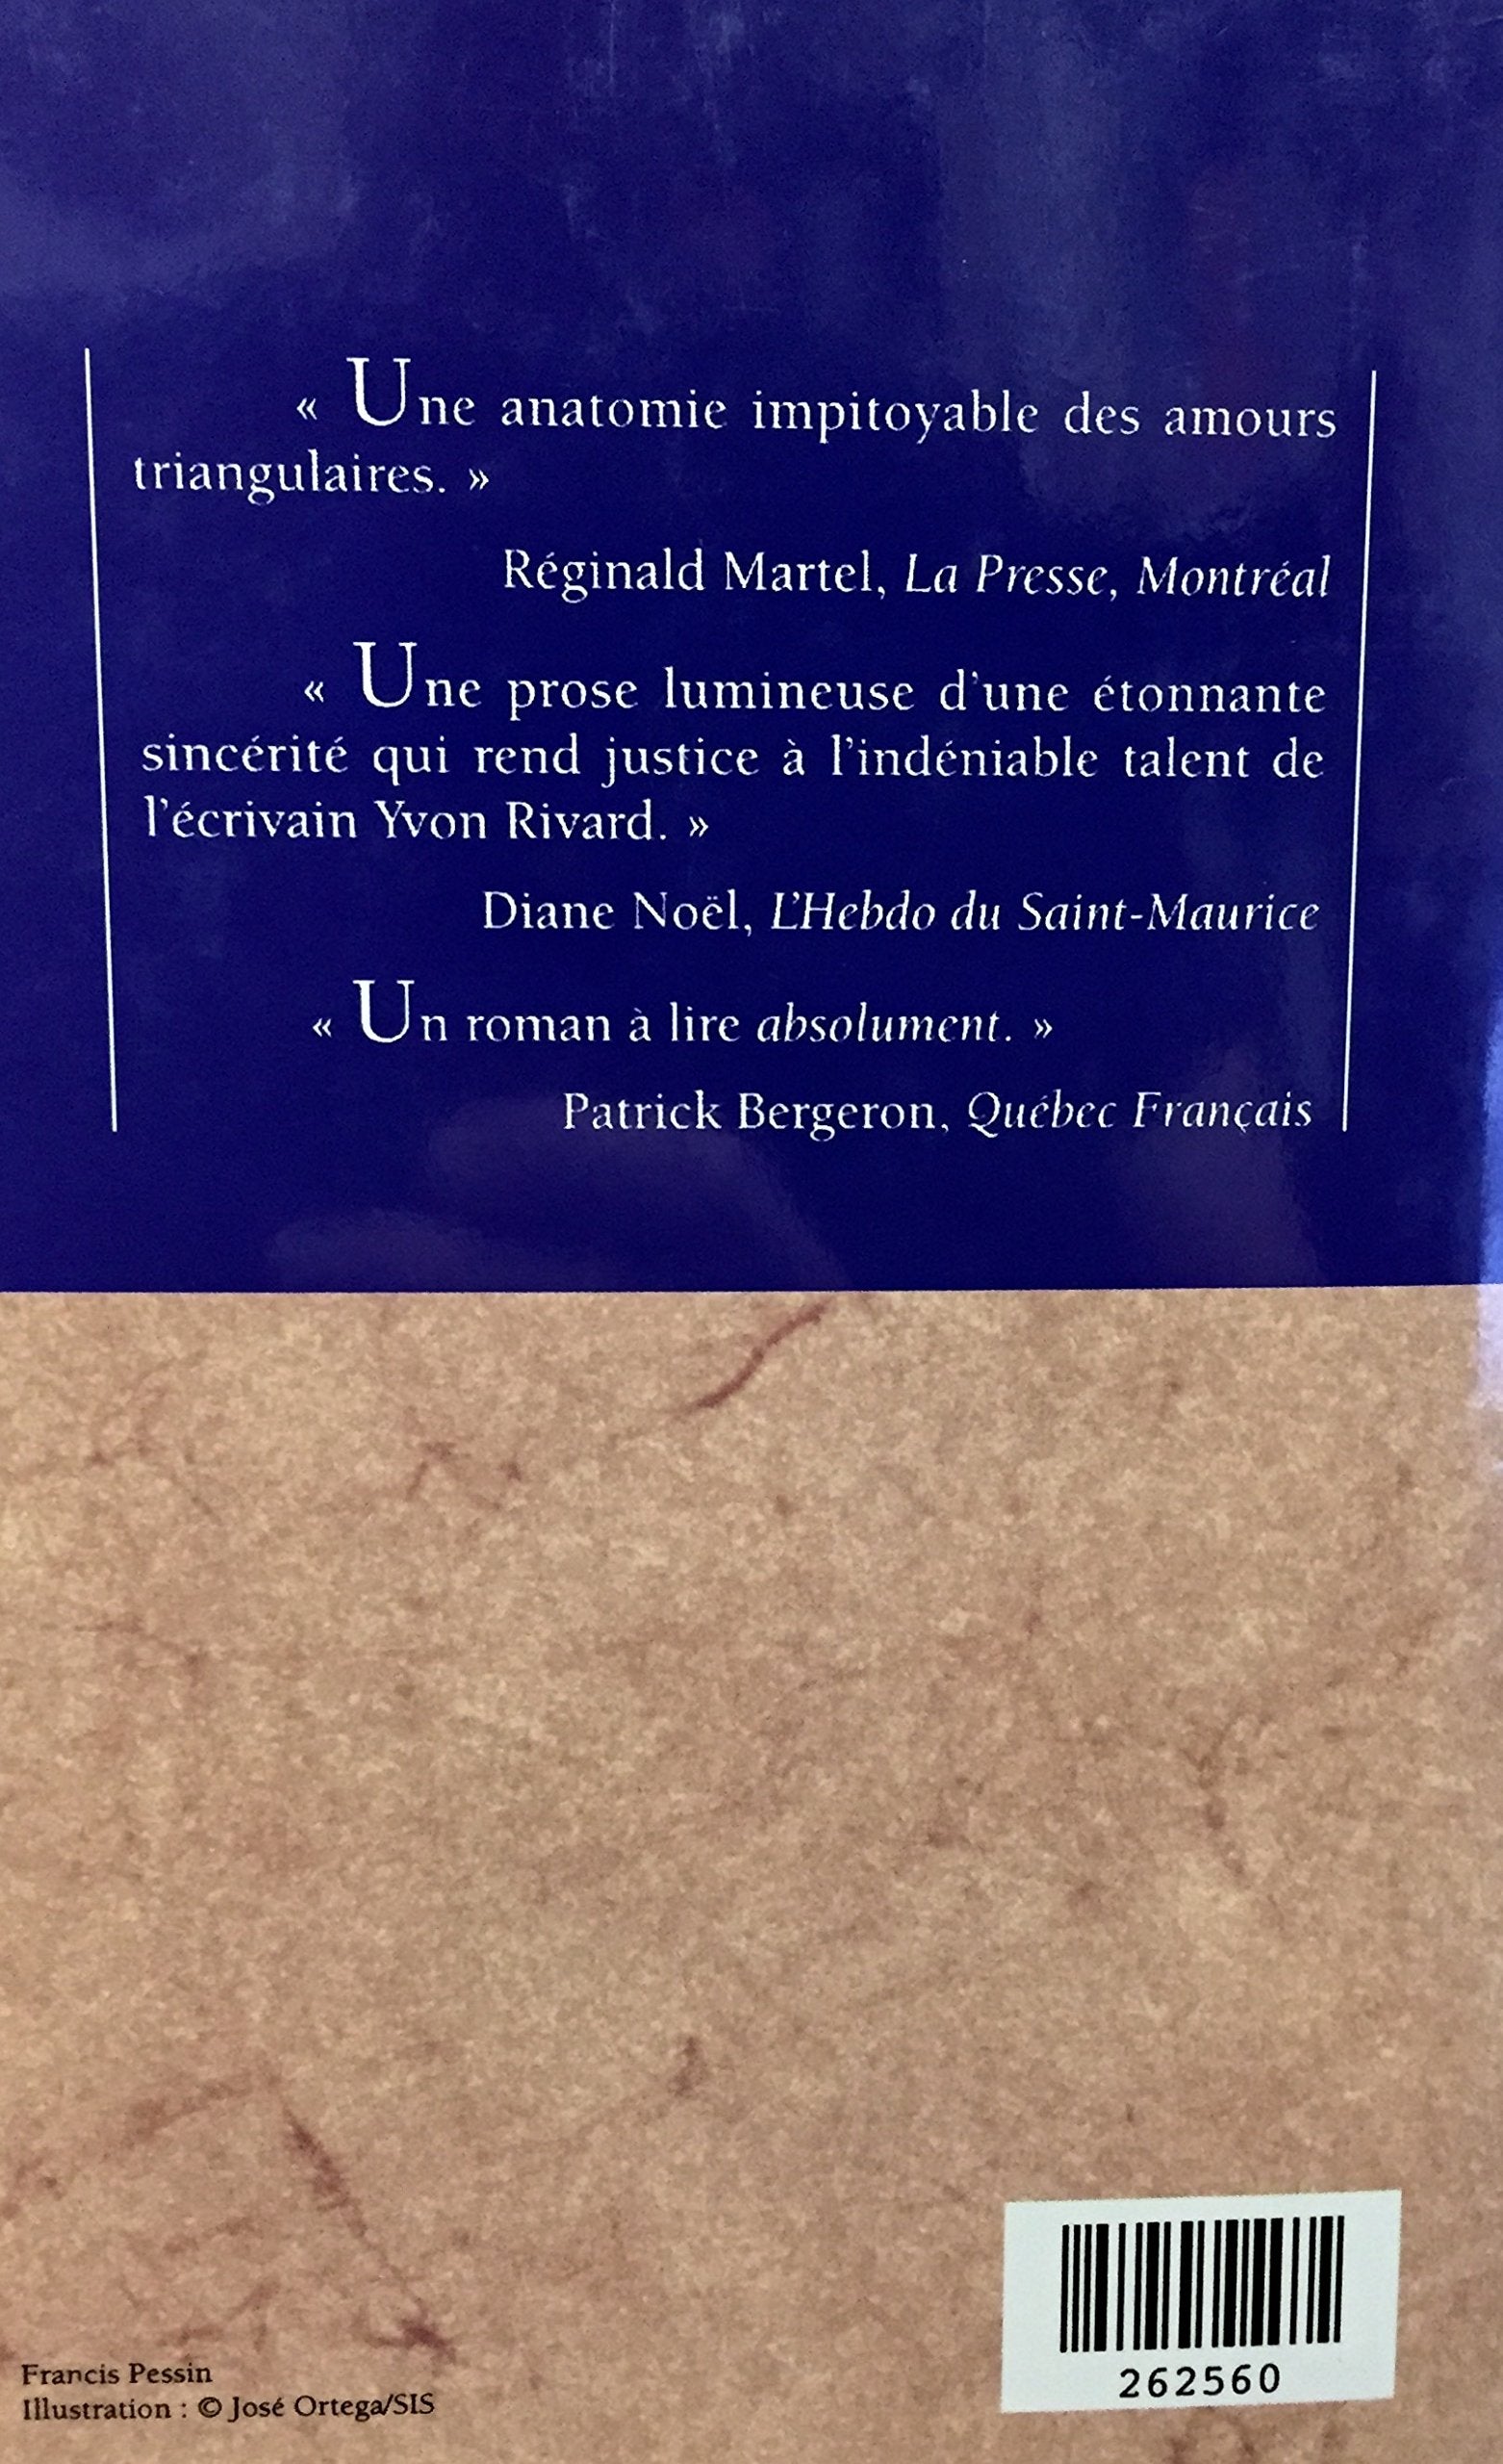 « Une anatomie impitoyable des amours
triangulaires. »
Réginald Martel, La Presse, Montréal
« Une prose lumineuse d'une étonnante
sincérité qui rend justice à l'indéniable talent de
l'écrivain Yvon Rivard. »
Diane Noël, L'Hebdo du Saint-Maurice
« Un roman à lire absolument. »
Patrick Bergeron, Québec Français
Francis Pessin
Illustration : © José Ortega/SIS
262560